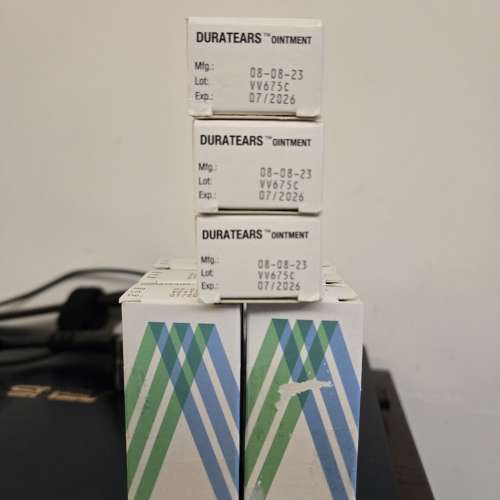 DURATEARS™ OINTMENT
Mfg.: 08-08-23
Lot: VV675C
Exp.: 07/2026
DURATEARS™ OINTMENT
Mfg.: 08-08-23
Lot: VV675C
Exp.: 07/2026
DURATEARS™ OINTMENT
Mfg.: 08-08-23
Lot: VV675C
Exp.: 07/2026